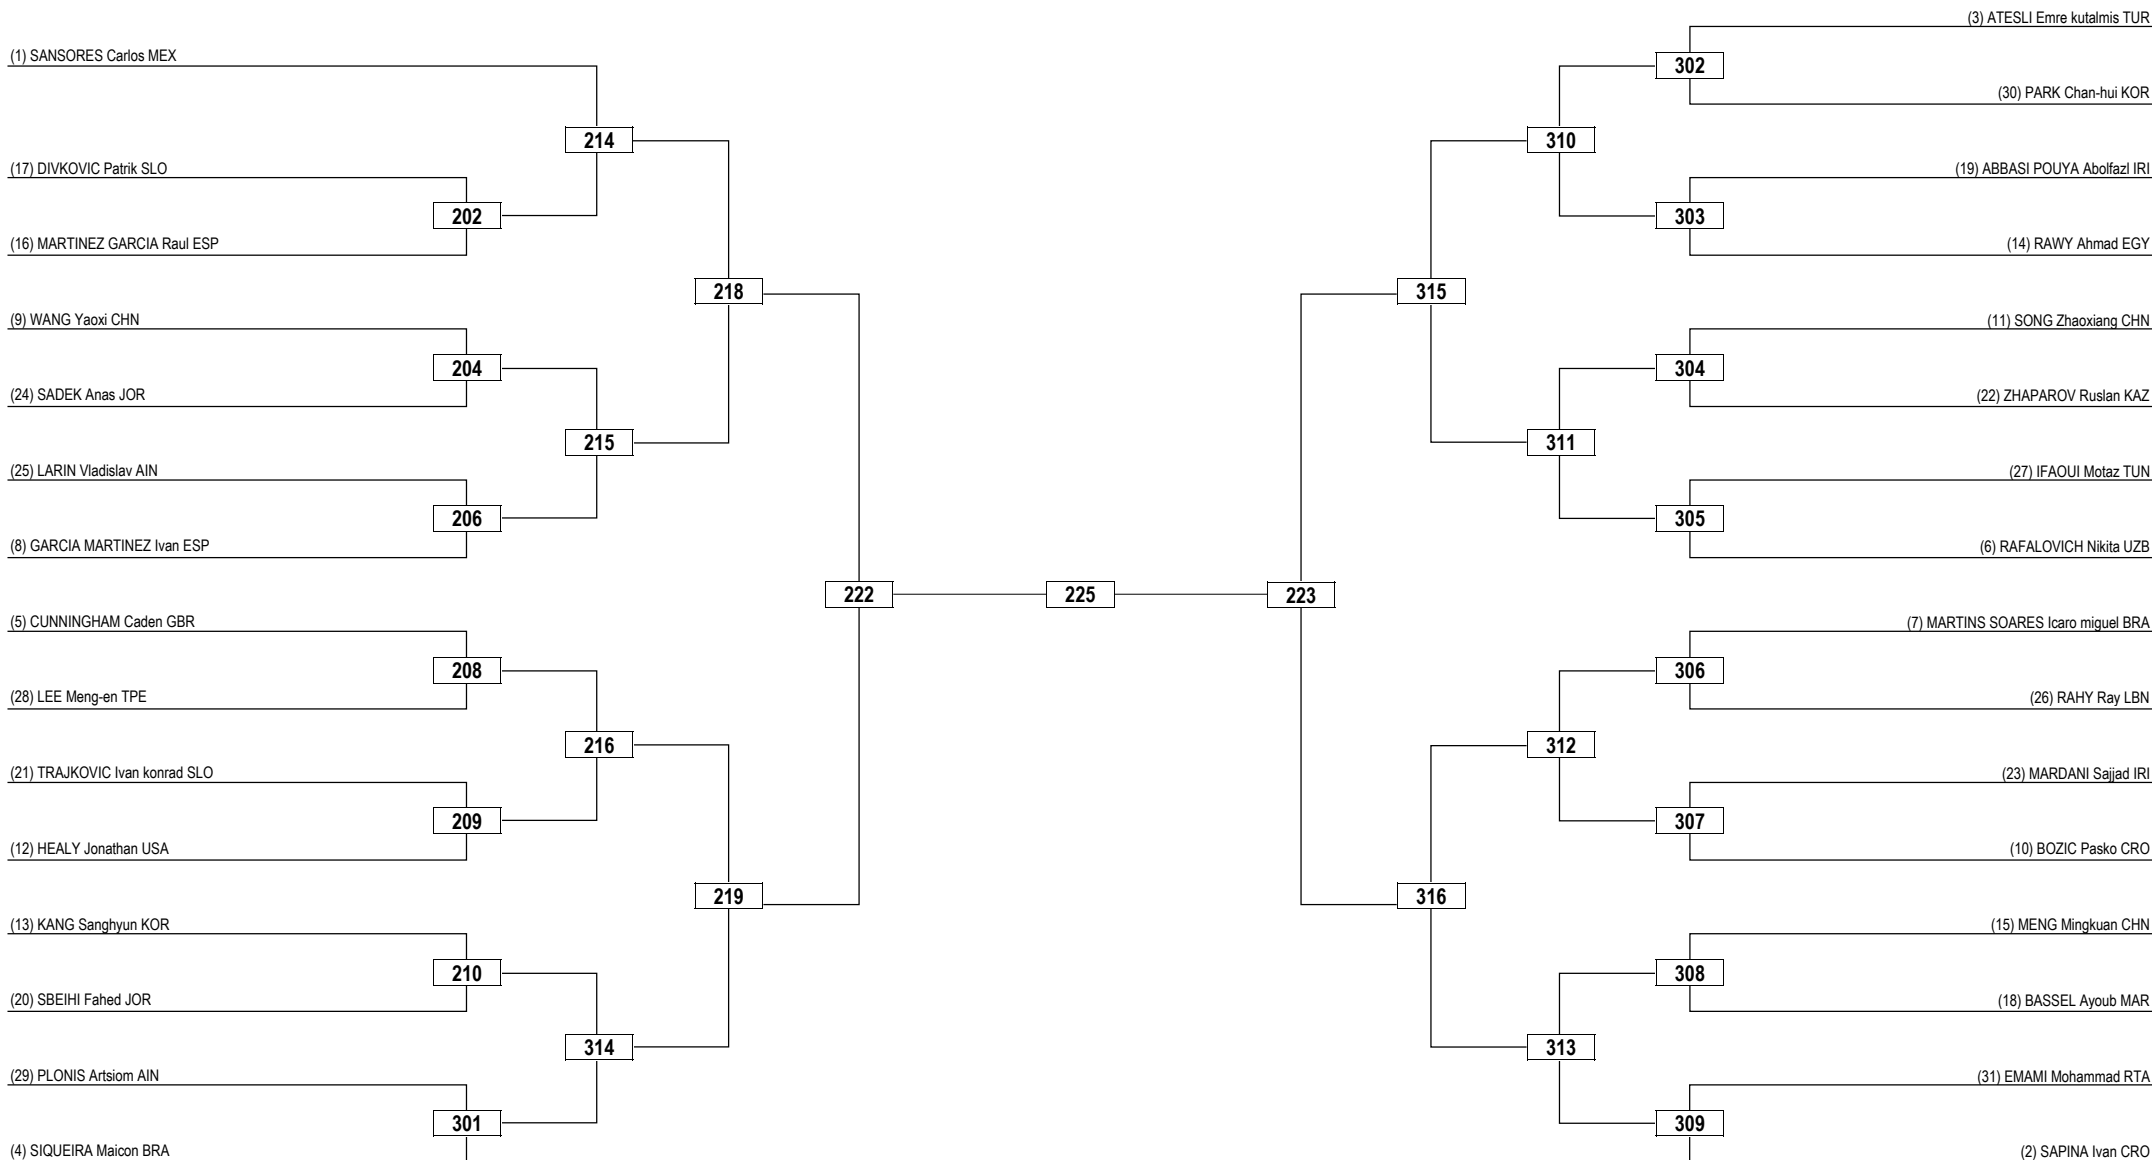 (3) ATESLI Emre kutalmis TUR
(1) SANSORES Carlos MEX
302
(30) PARK Chan-hui KOR
214
310
(17) DIVKOVIC Patrik SLO
(19) ABBASI POUYA Abolfazl IRI
202
303
(16) MARTINEZ GARCIA Raul ESP
(14) RAWY Ahmad EGY
218
315
(9) WANG Yaoxi CHN
(11) SONG Zhaoxiang CHN
204
304
(24) SADEK Anas JOR
(22) ZHAPAROV Ruslan KAZ
215
311
(25) LARIN Vladislav AIN
(27) IFAOUI Motaz TUN
206
305
(8) GARCIA MARTINEZ Ivan ESP
(6) RAFALOVICH Nikita UZB
222
225
223
(5) CUNNINGHAM Caden GBR
(7) MARTINS SOARES Icaro miguel BRA
208
306
(28) LEE Meng-en TPE
(26) RAHY Ray LBN
216
312
(21) TRAJKOVIC Ivan konrad SLO
(23) MARDANI Sajjad IRI
209
307
(12) HEALY Jonathan USA
(10) BOZIC Pasko CRO
219
316
(13) KANG Sanghyun KOR
(15) MENG Mingkuan CHN
210
308
(20) SBEIHI Fahed JOR
(18) BASSEL Ayoub MAR
314
313
(29) PLONIS Artsiom AIN
(31) EMAMI Mohammad RTA
301
309
(4) SIQUEIRA Maicon BRA
(2) SAPINA Ivan CRO